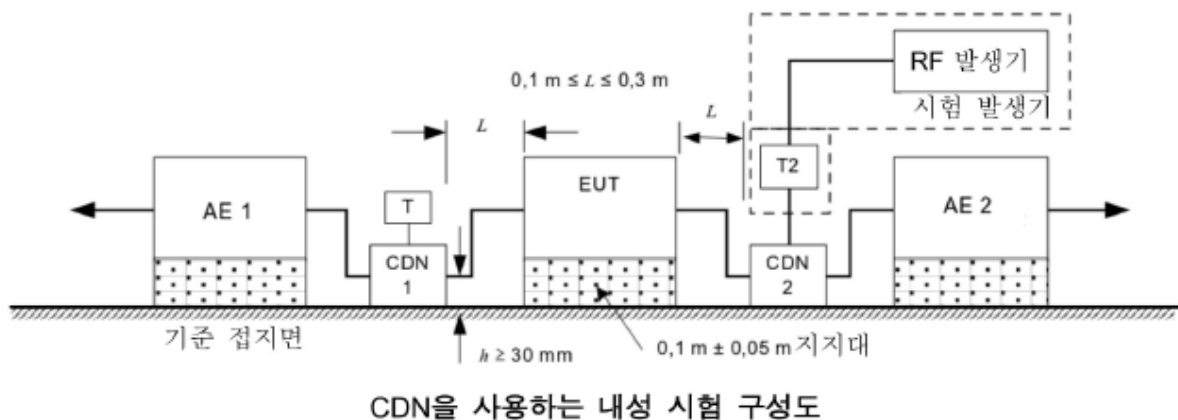 RF 발생기
시험 발생기
0,1 m ≤ L ≤ 0,3 m
L
L
T2
EUT
AE 1
T
AE 2
CDN
1
CDN
2
기준 접지면
h ≥ 30 mm
0,1 m ± 0,05 m 지지대
CDN을 사용하는 내성 시험 구성도